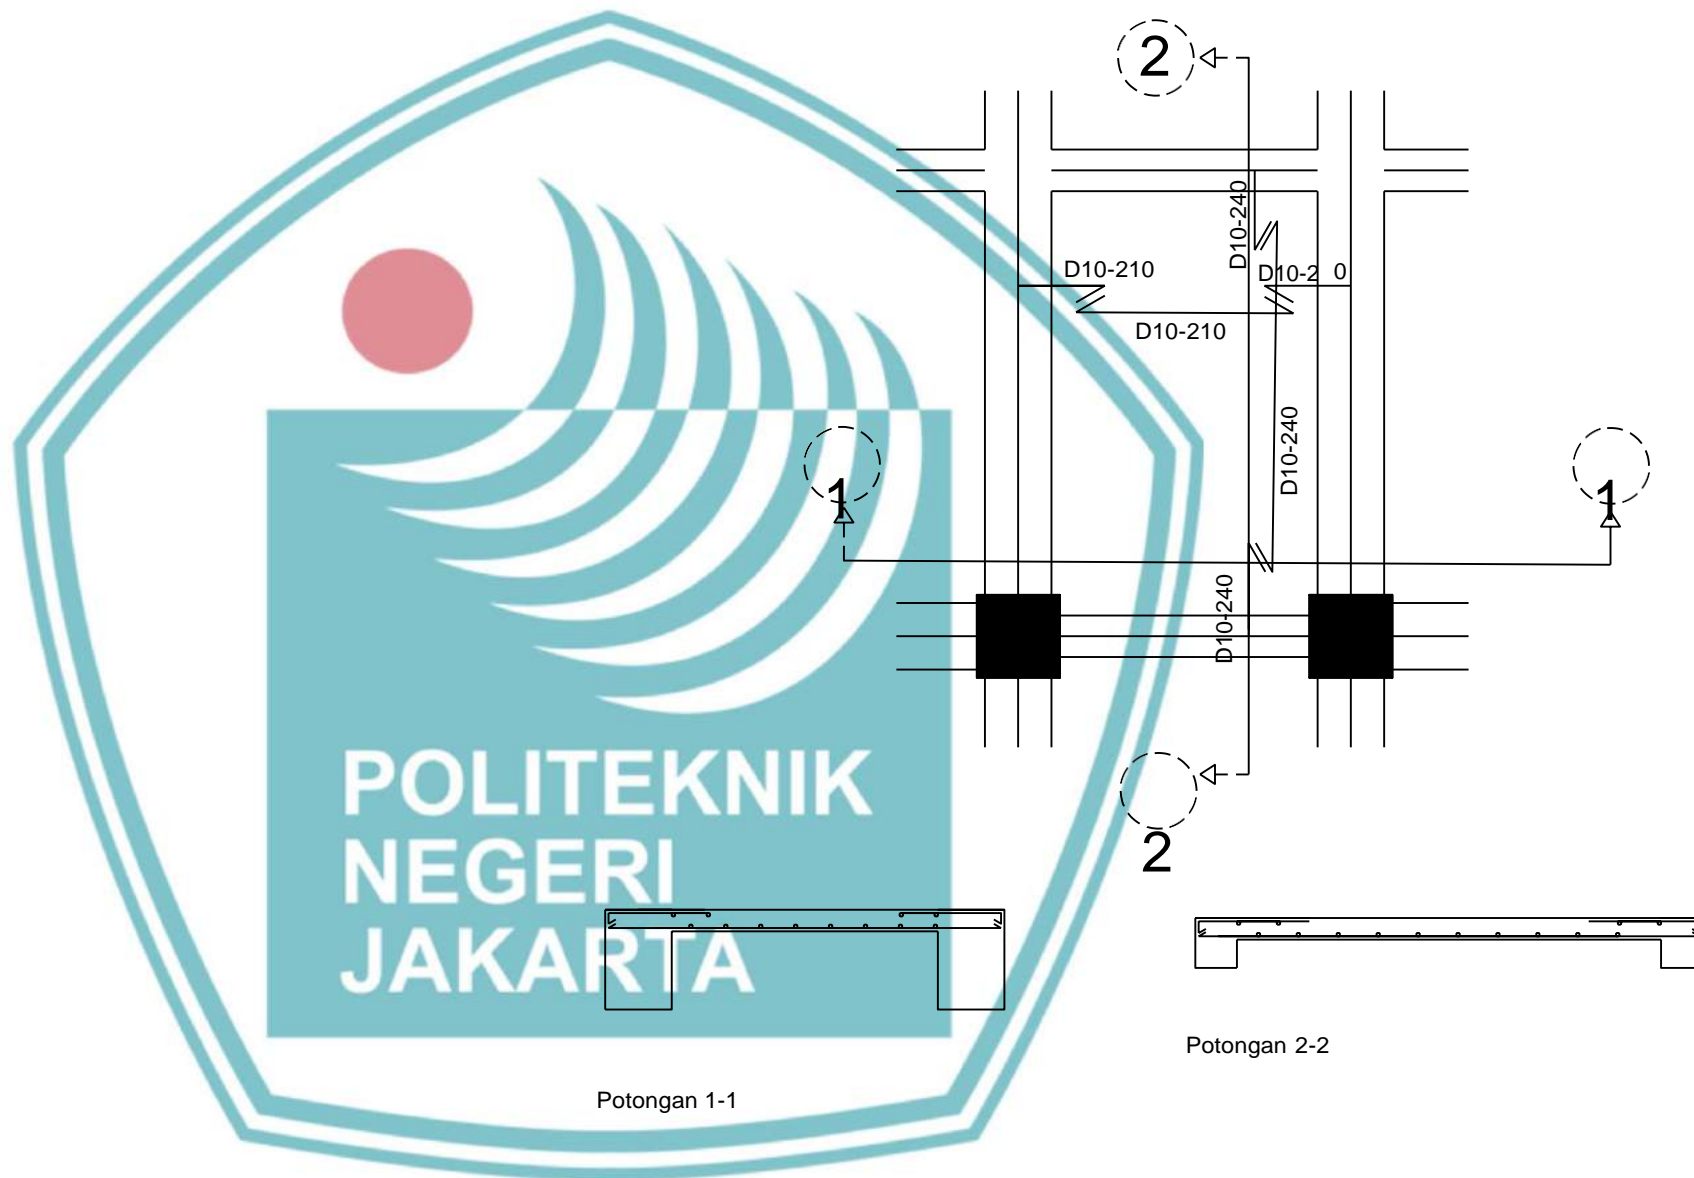 2
D10-240
D10-210
D10-2 0
D10-210
D10-240
1
1
D10-240
2
POLITEKNIK
NEGERI
JAKARTA
Potongan 2-2
Potongan 1-1